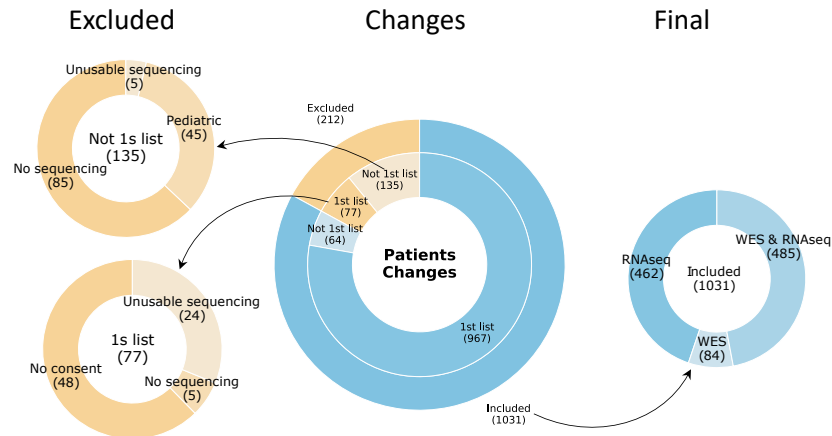 Excluded
Changes
Final
Unusable sequencing
(5)
Pediatric
(45)
Not 1s list
(135)
No sequencing
(85)
Unusable sequencing
(24)
1s list
(77)
No consent
(48)
No sequencing
(5)
Excluded
(212)
Not 1st list
(135)
1st list
(77)
Not 1st list
(64)
Patients
Changes
1st list
(967)
Included
(1031)
RNAseq
(462)
Included
(1031)
WES & RNAseq
(485)
WES
(84)